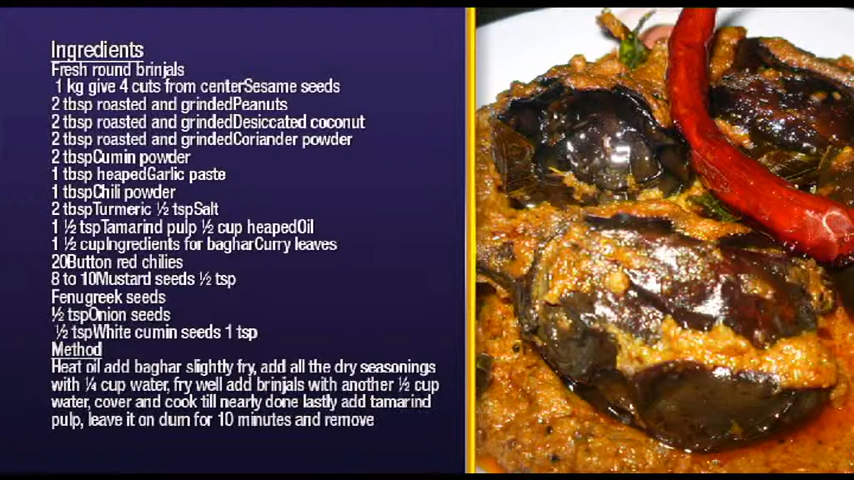 Ingredients
Fresh round brinjals
1 kg give 4 cuts from centerSesame seeds
2 tbsp roasted and grindedPeanuts
2 tbsp roasted and grindedDesiccated coconut
2 tbsp roasted and grindedCoriander powder
2 tbspCumin powder
1 tbsp heapedGarlic paste
1 tbspChili powder
2 tbspTurmeric ½ tspSalt
1 ½ tspTamarind pulp ½ cup heapedOil
1 ½ cupIngredients for bagharCurry leaves
20Button red chilies
8 to 10Mustard seeds ½ tsp
Fenugreek seeds
½ tspOnion seeds
½ tspWhite cumin seeds 1 tsp
Method
Heat oil add baghar slightly fry, add all the dry seasonings
with ¼ cup water, fry well add brinjals with another ½ cup
water, cover and cook till nearly done lastly add tamarind
pulp, leave it on dum for 10 minutes and remove